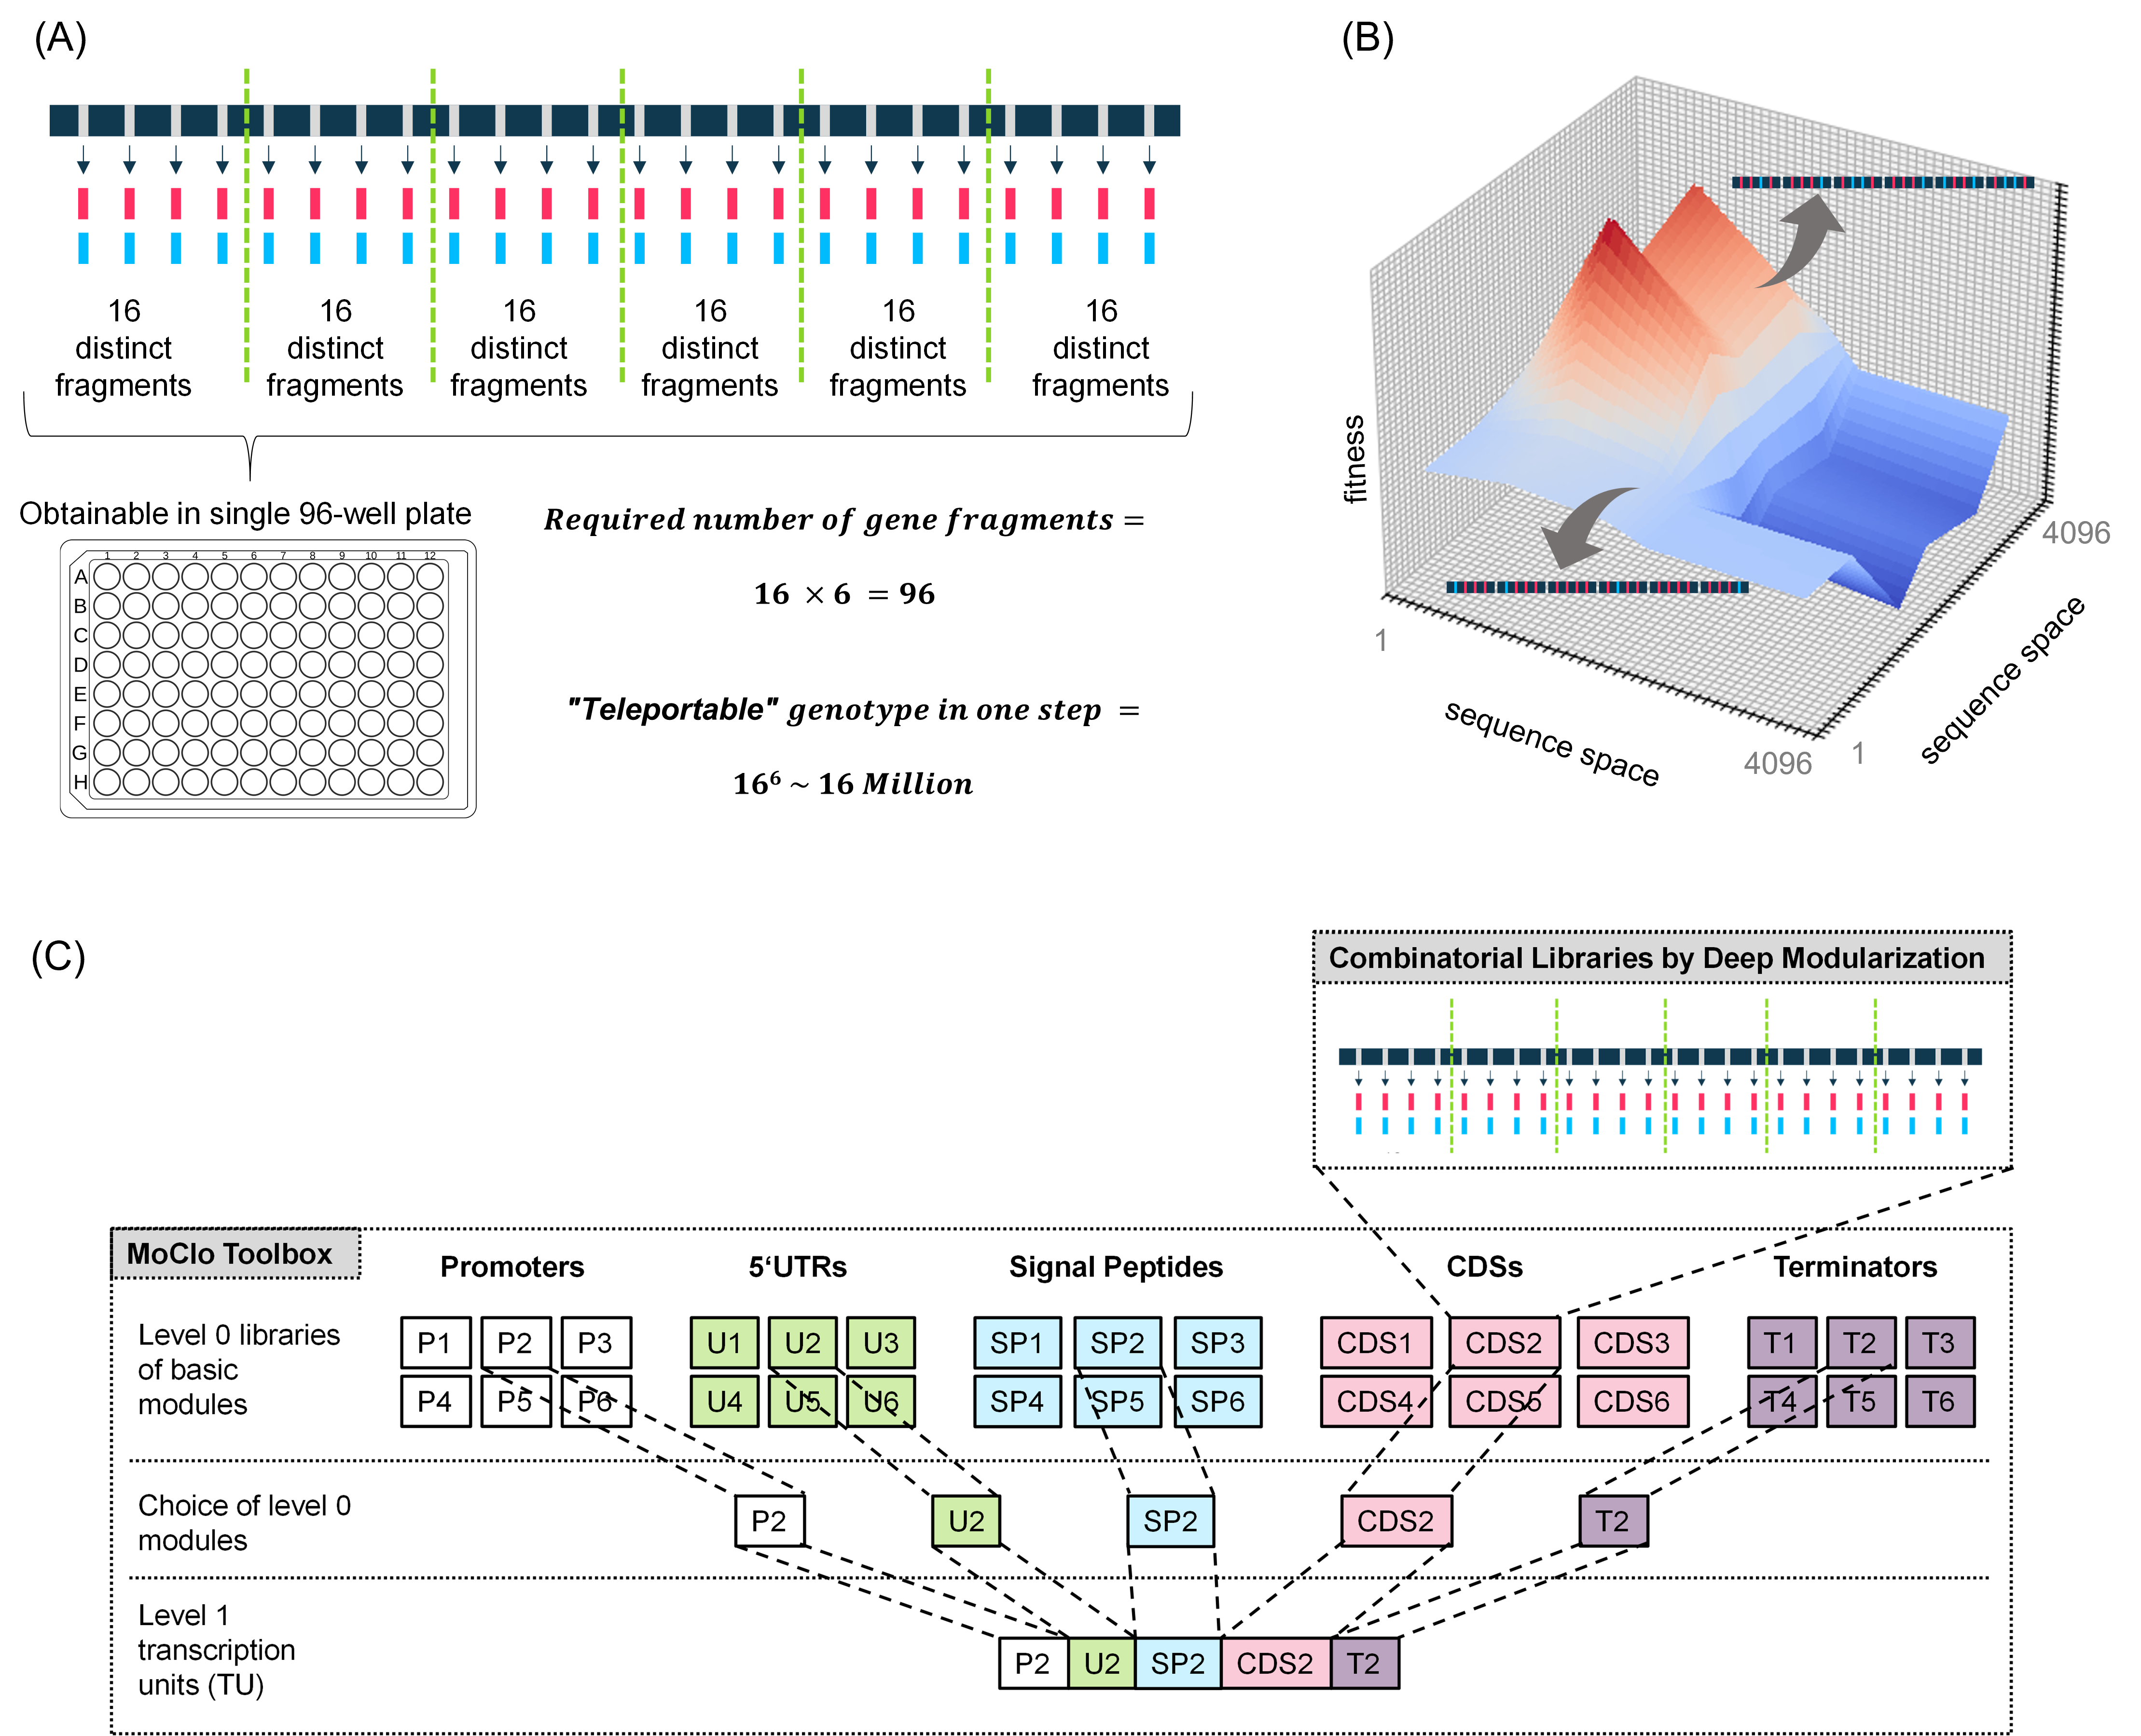 (A)
16 16 16 16 16 16
distinct distinct distinct distinct distinct distinct
fragments fragments fragments fragments fragments fragments
Obtainable in single 96-well plate
1 2 3 4 5 6 7 8 9 10 11 12
A
B
C
D
E
F
G
H
Required number of gene fragments =
16 × 6 = 96
"Teleportable" genotype in one step =
16⁶ ~ 16 Million
(B)
fitness
1
sequence space
4096
1
sequence space
4096
(C)
Combinatorial Libraries by Deep Modularization
MoClo Toolbox
Promoters 5‘UTRs Signal Peptides CDSs Terminators
Level 0 libraries
of basic
modules
P1 P2 P3 U1 U2 U3 SP1 SP2 SP3 CDS1 CDS2 CDS3 T1 T2 T3
P4 P5 P6 U4 U5 U6 SP4 SP5 SP6 CDS4 CDS5 CDS6 T4 T5 T6
Choice of level 0
modules
P2 U2 SP2 CDS2 T2
Level 1
transcription
units (TU)
P2 U2 SP2 CDS2 T2